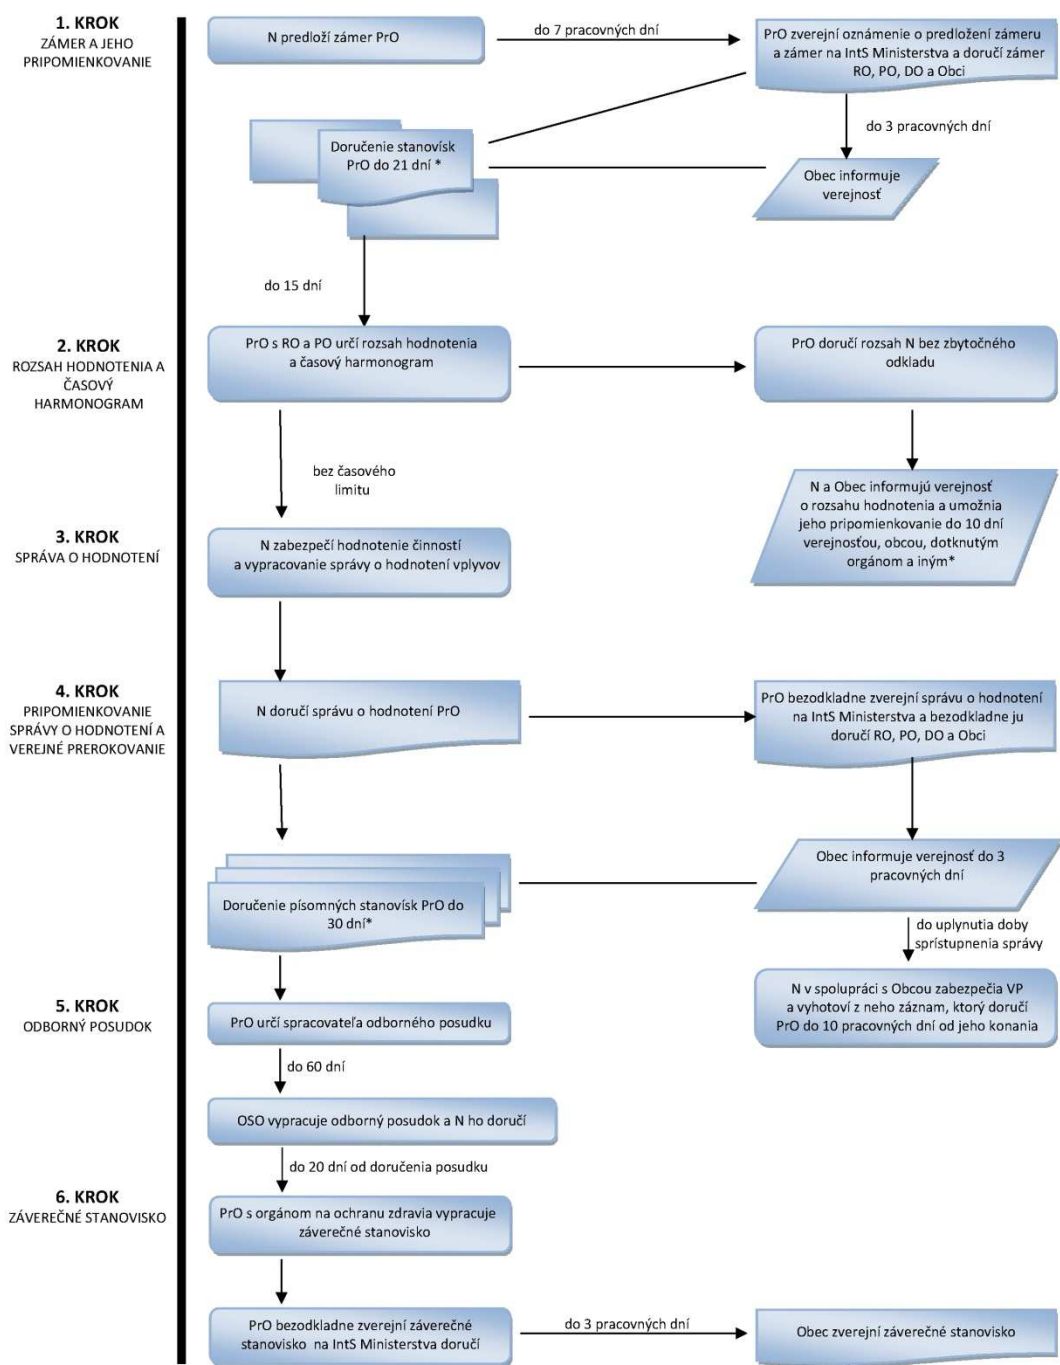 1. KROK
ZÁMER A JEHO
PRIPOMIENKOVANIE
N predloží zámer PrO
do 7 pracovných dní
PrO zverejní oznámenie o predložení zámeru
a zámer na IntS Ministerstva a doručí zámer
RO, PO, DO a Obci
do 3 pracovných dní
Doručenie stanovísk
PrO do 21 dní *
Obec informuje
verejnosť
do 15 dní
2. KROK
ROZSAH HODNOTENIA A
ČASOVÝ
HARMONOGRAM
PrO s RO a PO určí rozsah hodnotenia
a časový harmonogram
PrO doručí rozsah N bez zbytočného
odkladu
bez časového
limitu
N a Obec informujú verejnosť
o rozsahu hodnotenia a umožnia
jeho pripomienkovanie do 10 dní
verejnosťou, obcou, dotknutým
orgánom a iným*
3. KROK
SPRÁVA O HODNOTENÍ
N zabezpečí hodnotenie činností
a vypracovanie správy o hodnotení vplyvov
4. KROK
PRIPOMIENKOVANIE
SPRÁVY O HODNOTENÍ A
VEREJNÉ PREROKOVANIE
N doručí správu o hodnotení PrO
PrO bezodkladne zverejní správu o hodnotení
na IntS Ministerstva a bezodkladne ju
doručí RO, PO, DO a Obci
Obec informuje verejnosť do 3
pracovných dní
Doručenie písomných stanovísk PrO do
30 dní*
do uplynutia doby
sprístupnenia správy
N v spolupráci s Obcou zabezpečia VP
a vyhotoví z neho záznam, ktorý doručí
PrO do 10 pracovných dní od jeho konania
5. KROK
ODBORNÝ POSUDOK
PrO určí spracovateľa odborného posudku
do 60 dní
OSO vypracuje odborný posudok a N ho doručí
do 20 dní od doručenia posudku
6. KROK
ZÁVEREČNÉ STANOVISKO
PrO s orgánom na ochranu zdravia vypracuje
záverečné stanovisko
PrO bezodkladne zverejní záverečné
stanovisko na IntS Ministerstva doručí
do 3 pracovných dní
Obec zverejní záverečné stanovisko